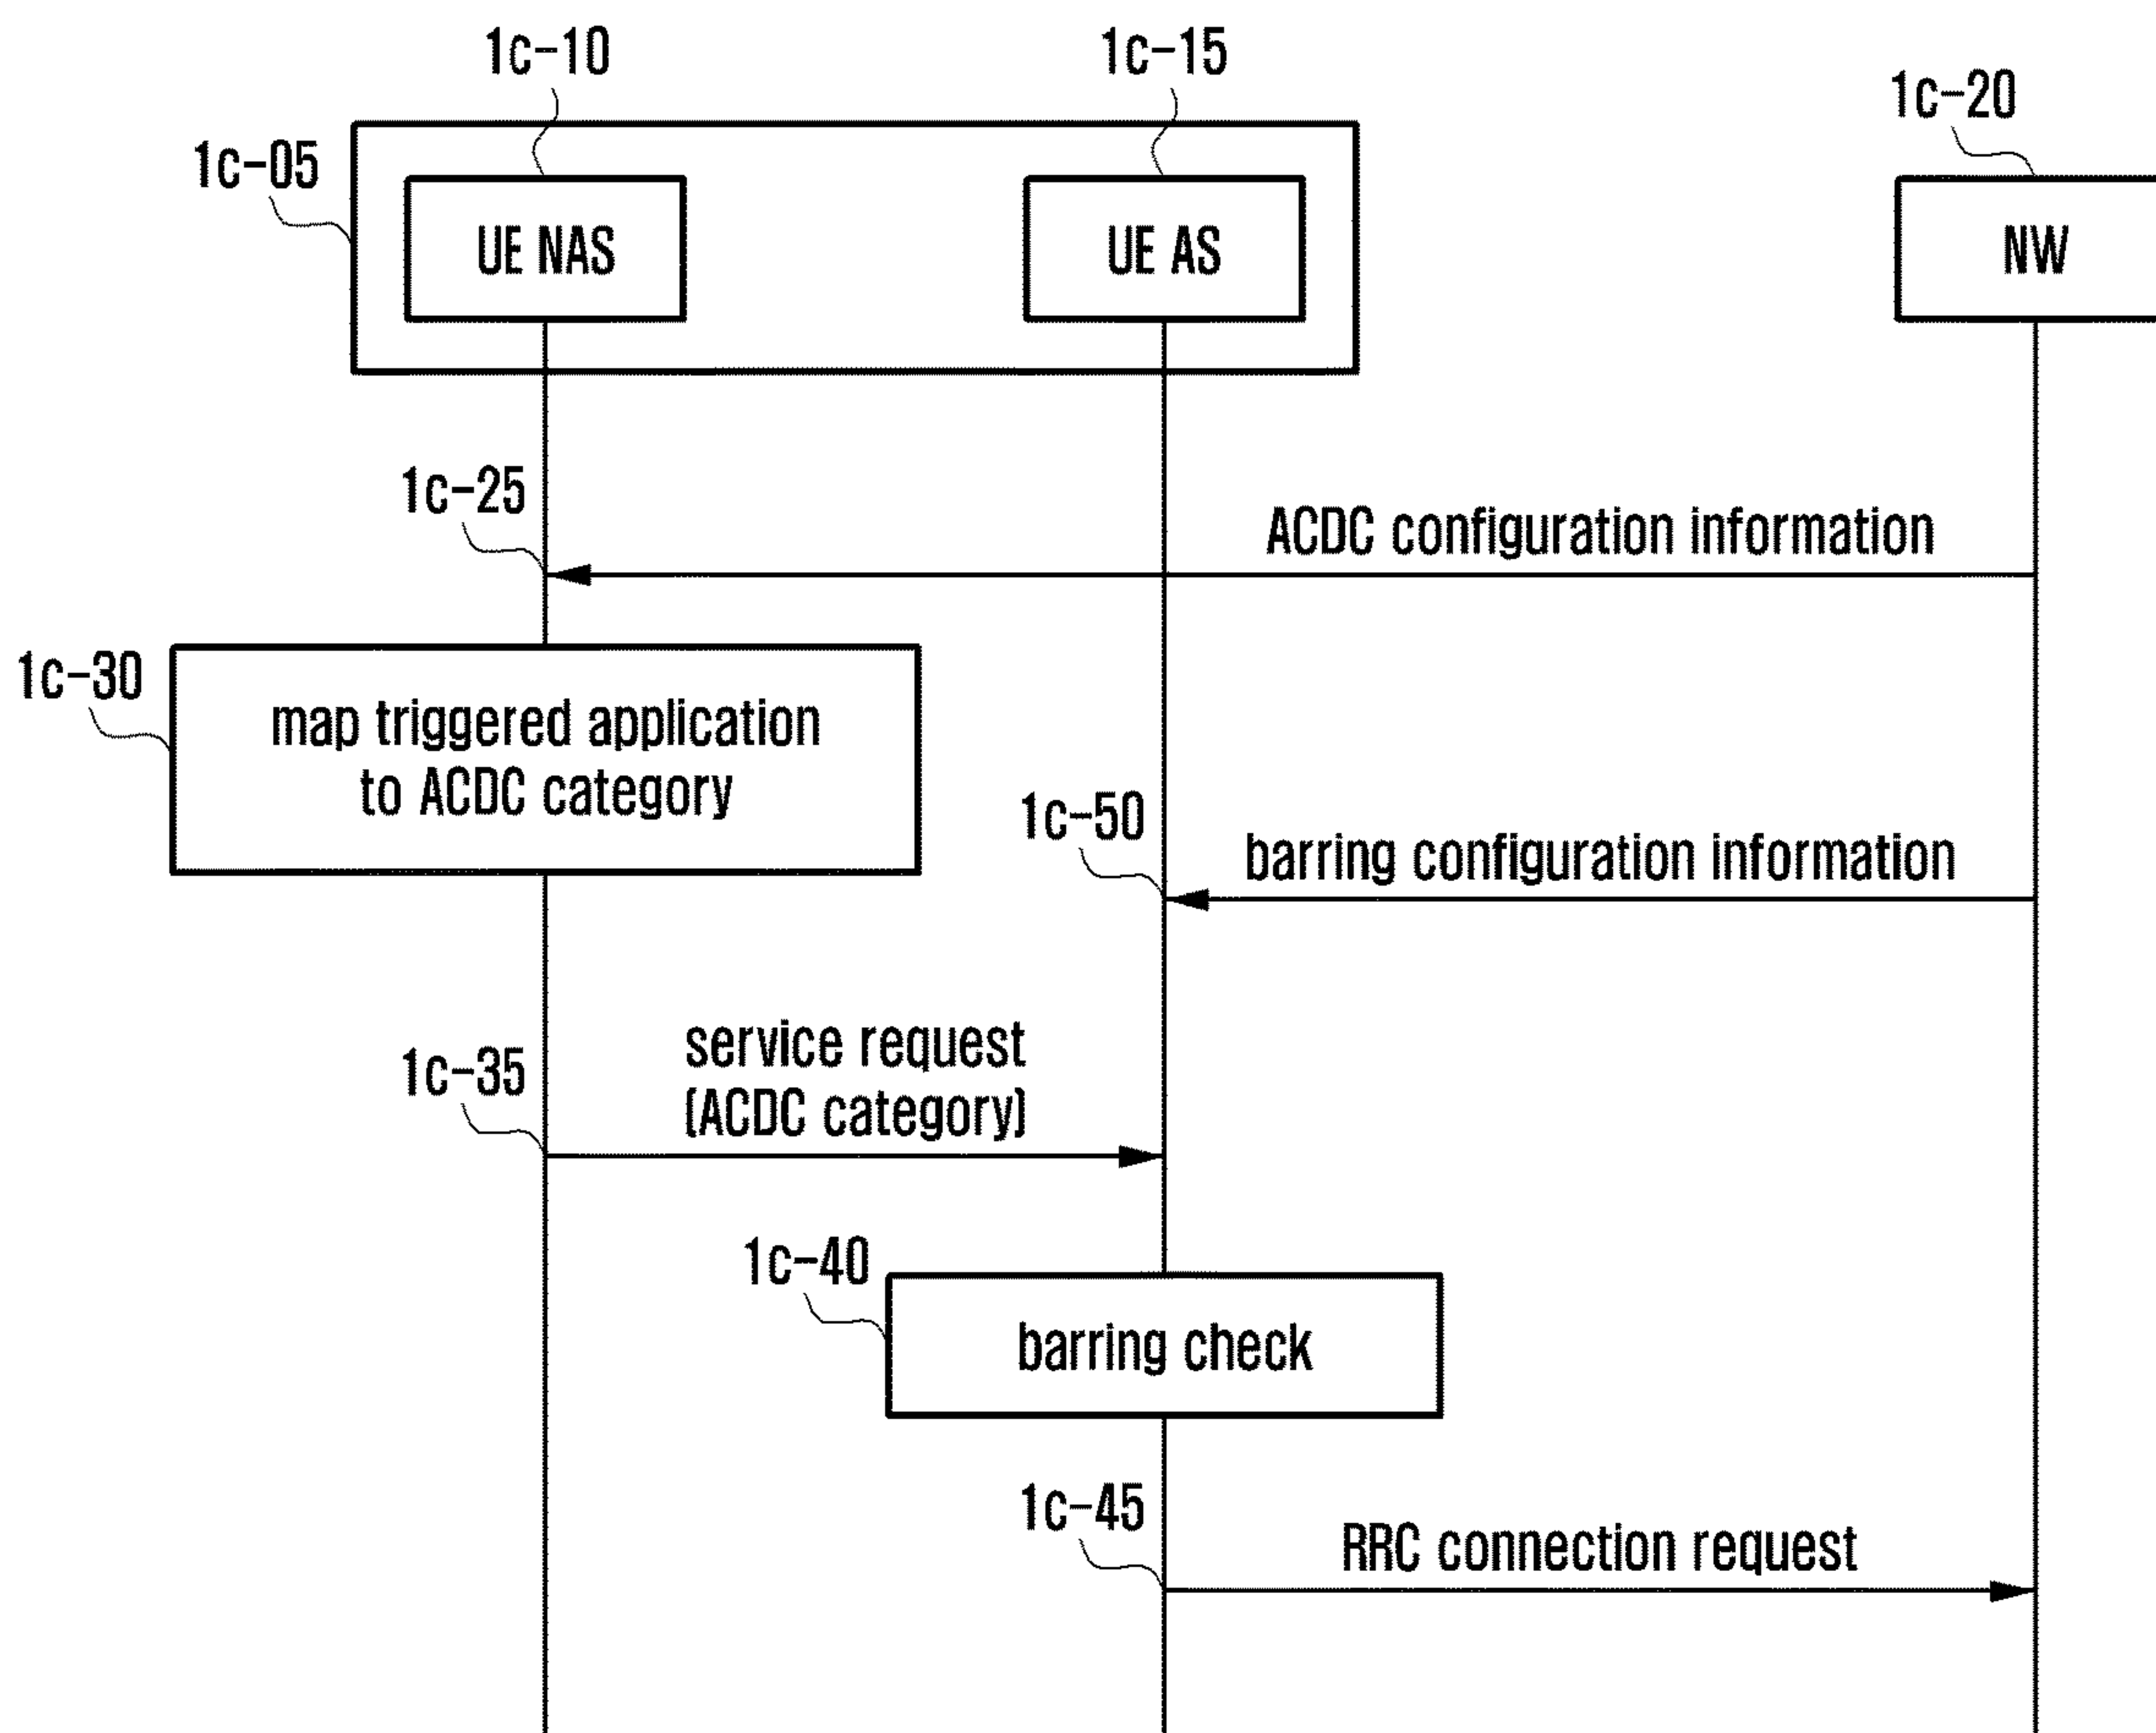 1c-10
1c-15
1c-20
1c-05
UE NAS
UE AS
NW
1c-25
ACDC configuration information
1c-30
map triggered application
to ACDC category
1c-50
barring configuration information
service request
(ACDC category)
1c-35
1c-40
barring check
1c-45
RRC connection request